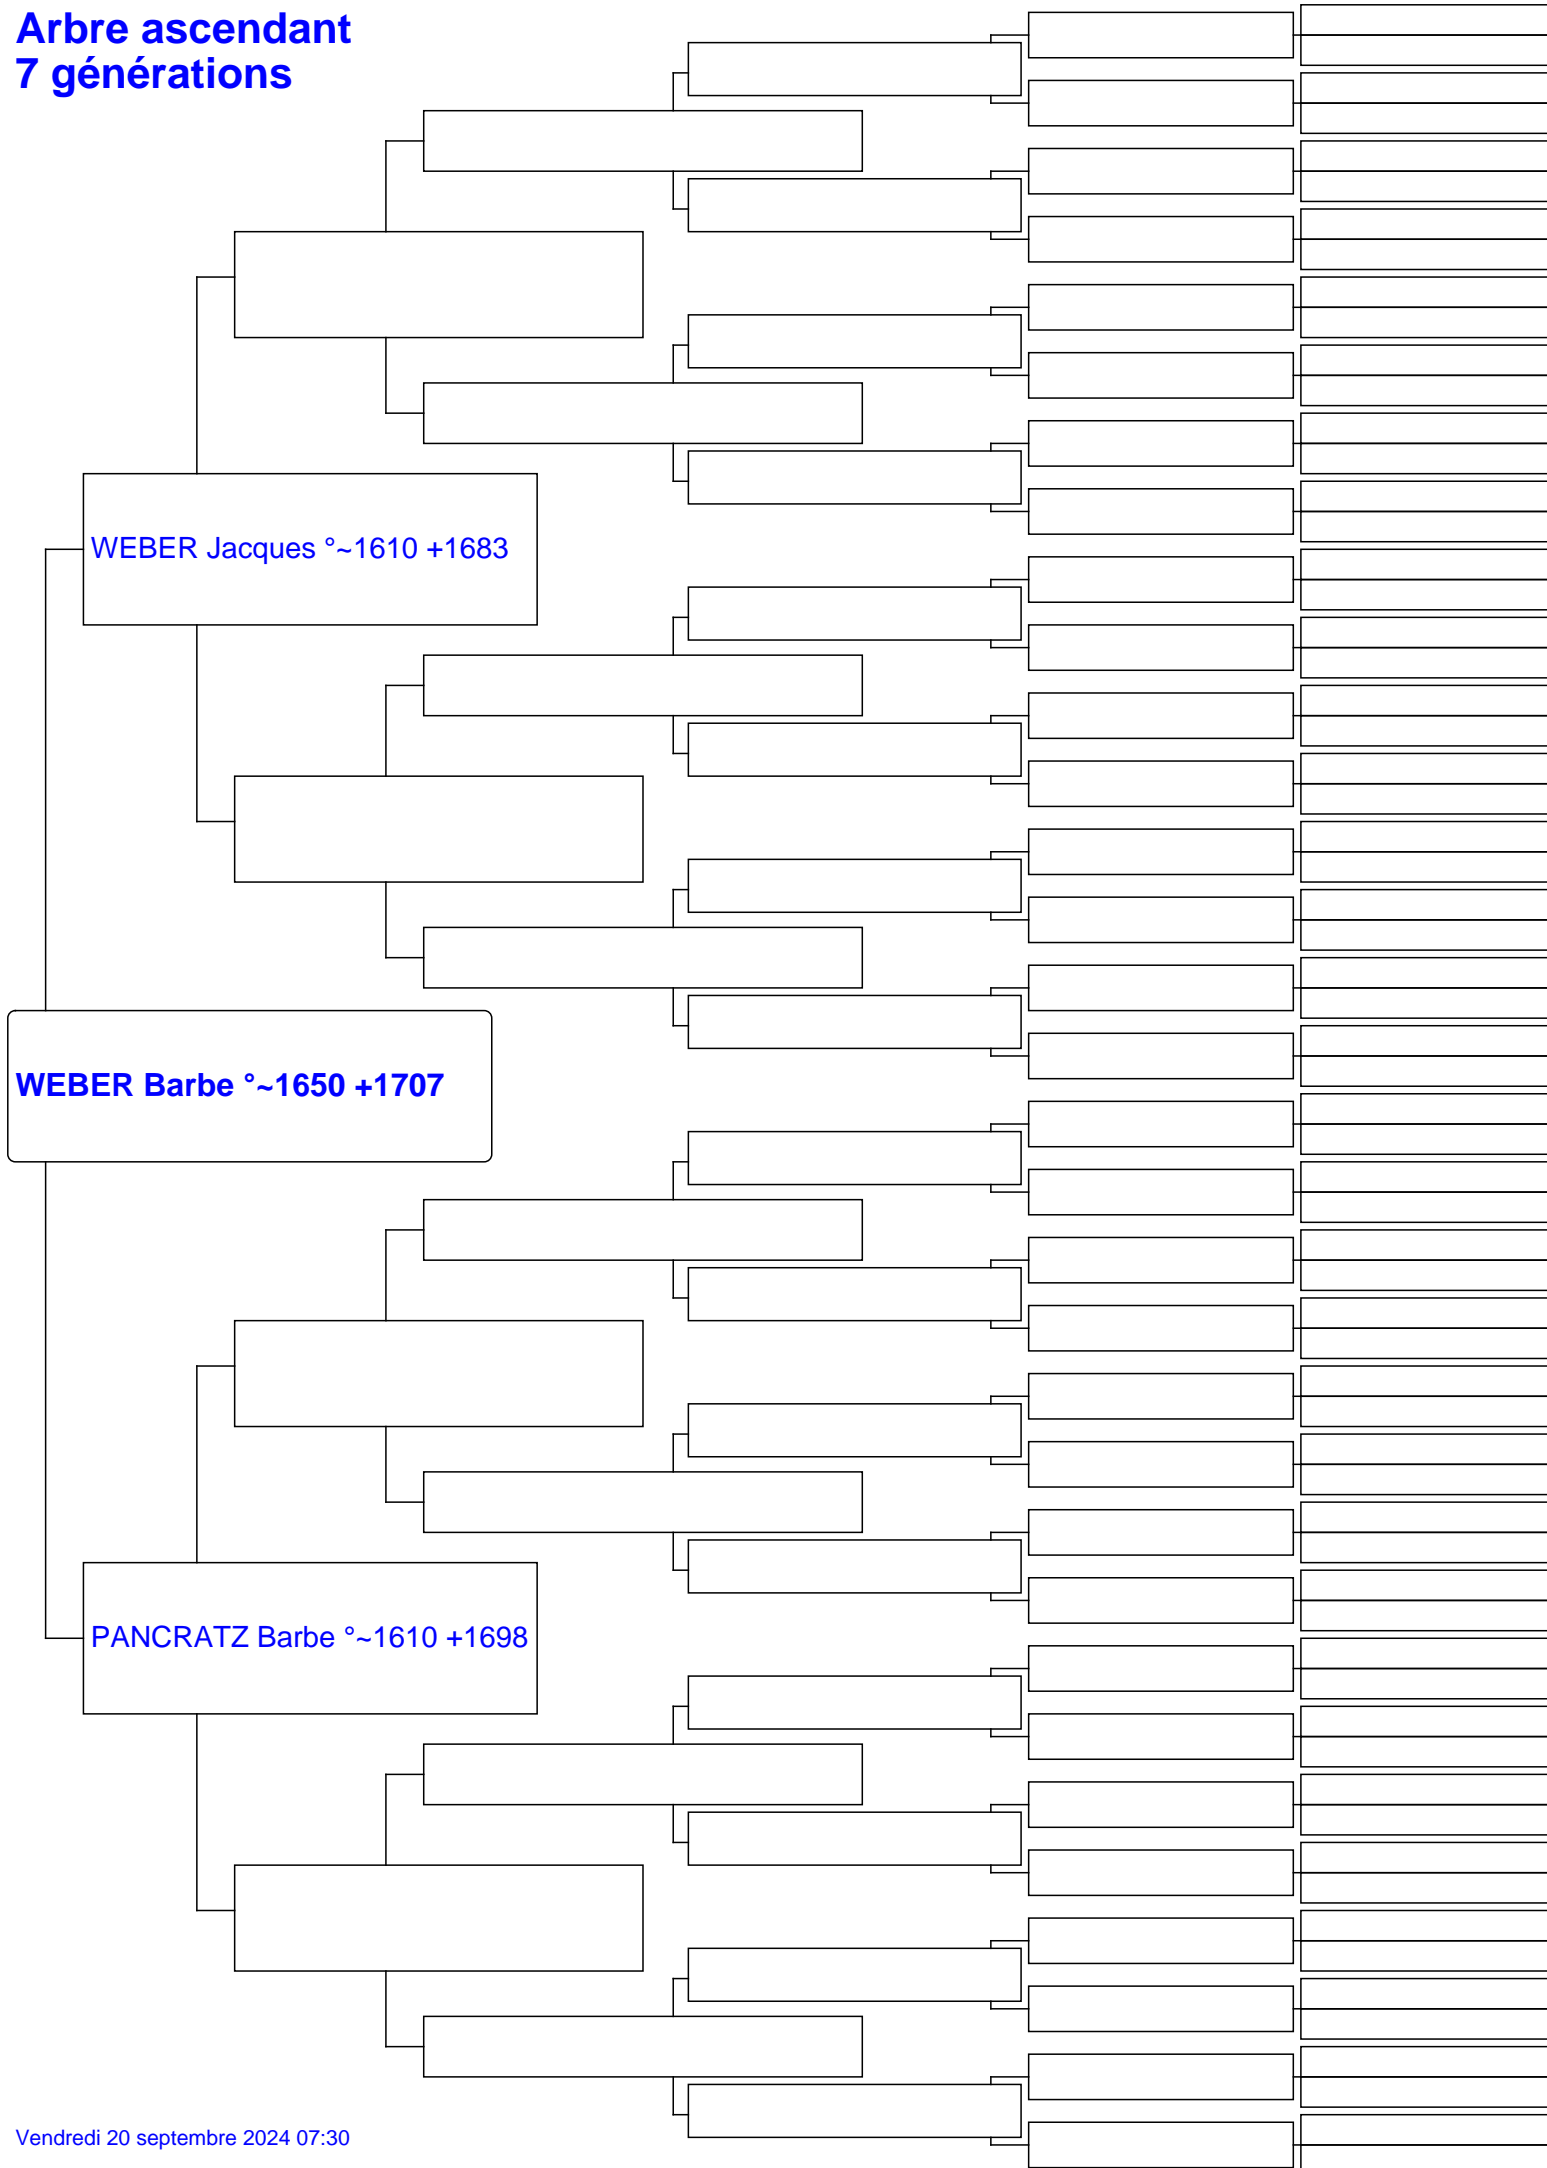 Arbre ascendant
7 générations
WEBER Jacques °~1610 +1683
WEBER Barbe °~1650 +1707
PANCRATZ Barbe °~1610 +1698
Vendredi 20 septembre 2024 07:30